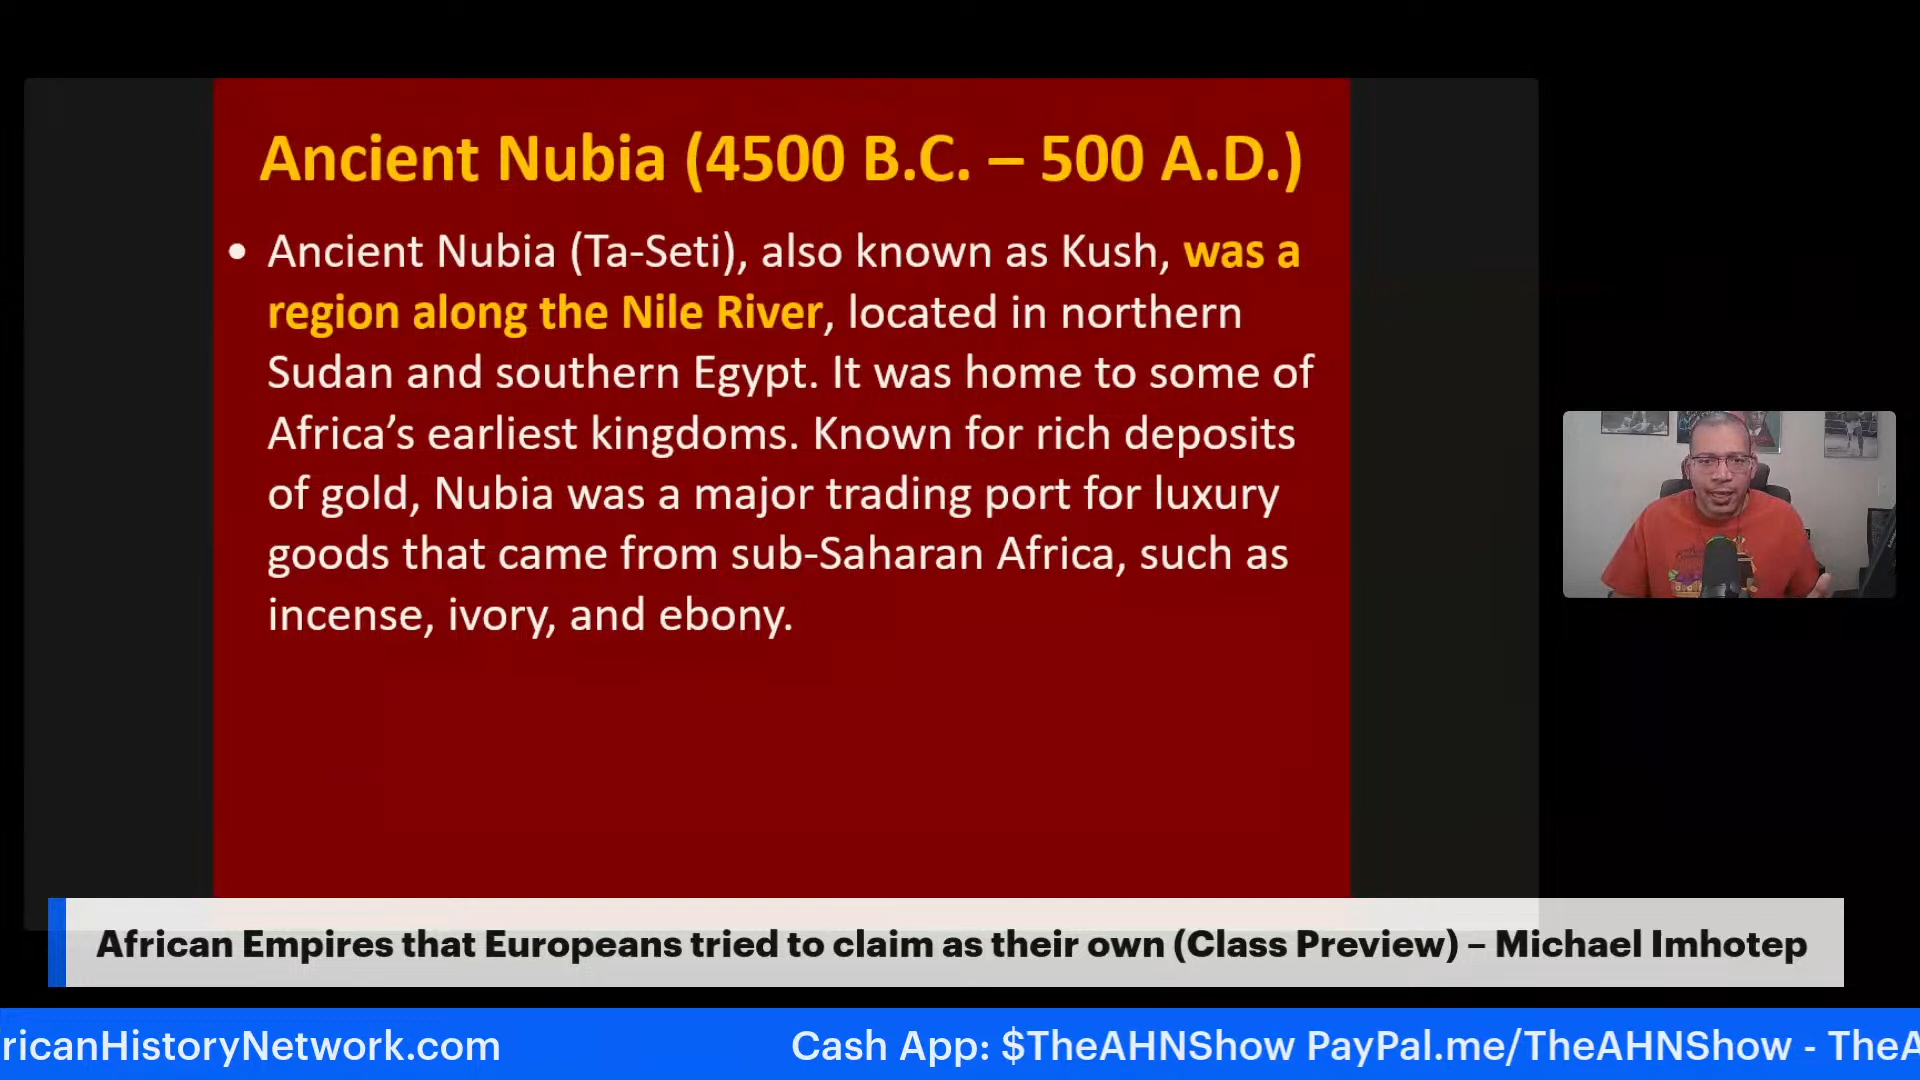 Ancient Nubia (4500 B.C. – 500 A.D.)
• Ancient Nubia (Ta-Seti), also known as Kush, was a
region along the Nile River, located in northern
Sudan and southern Egypt. It was home to some of
Africa’s earliest kingdoms. Known for rich deposits
of gold, Nubia was a major trading port for luxury
goods that came from sub-Saharan Africa, such as
incense, ivory, and ebony.
African Empires that Europeans tried to claim as their own (Class Preview) – Michael Imhotep
ricanHistoryNetwork.com Cash App: $TheAHNShow PayPal.me/TheAHNShow - TheA